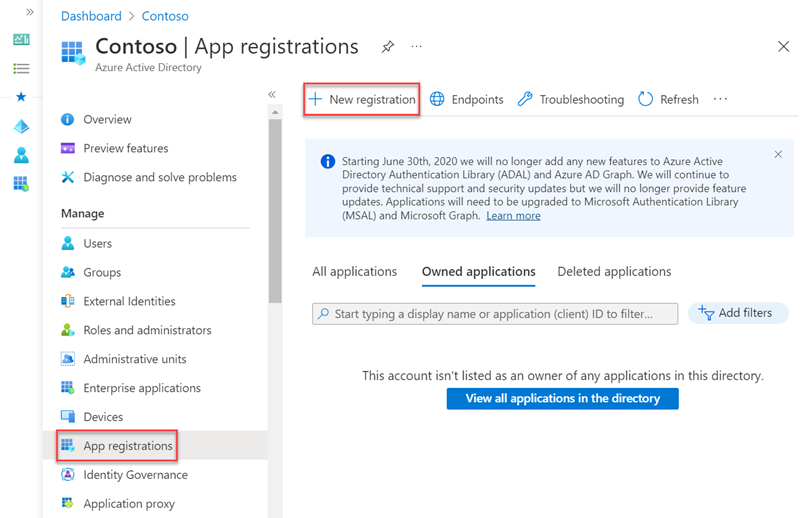 Dashboard > Contoso
Contoso | App registrations
Azure Active Directory
Overview
Preview features
Diagnose and solve problems
Manage
Users
Groups
External Identities
Roles and administrators
Administrative units
Enterprise applications
Devices
App registrations
Identity Governance
Application proxy
New registration Endpoints Troubleshooting Refresh
Starting June 30th, 2020 we will no longer add any new features to Azure Active
Directory Authentication Library (ADAL) and Azure AD Graph. We will continue to
provide technical support and security updates but we will no longer provide feature
updates. Applications will need to be upgraded to Microsoft Authentication Library
(MSAL) and Microsoft Graph. Learn more
All applications Owned applications Deleted applications
Start typing a display name or application (client) ID to filter... Add filters
This account isn't listed as an owner of any applications in this directory.
View all applications in the directory